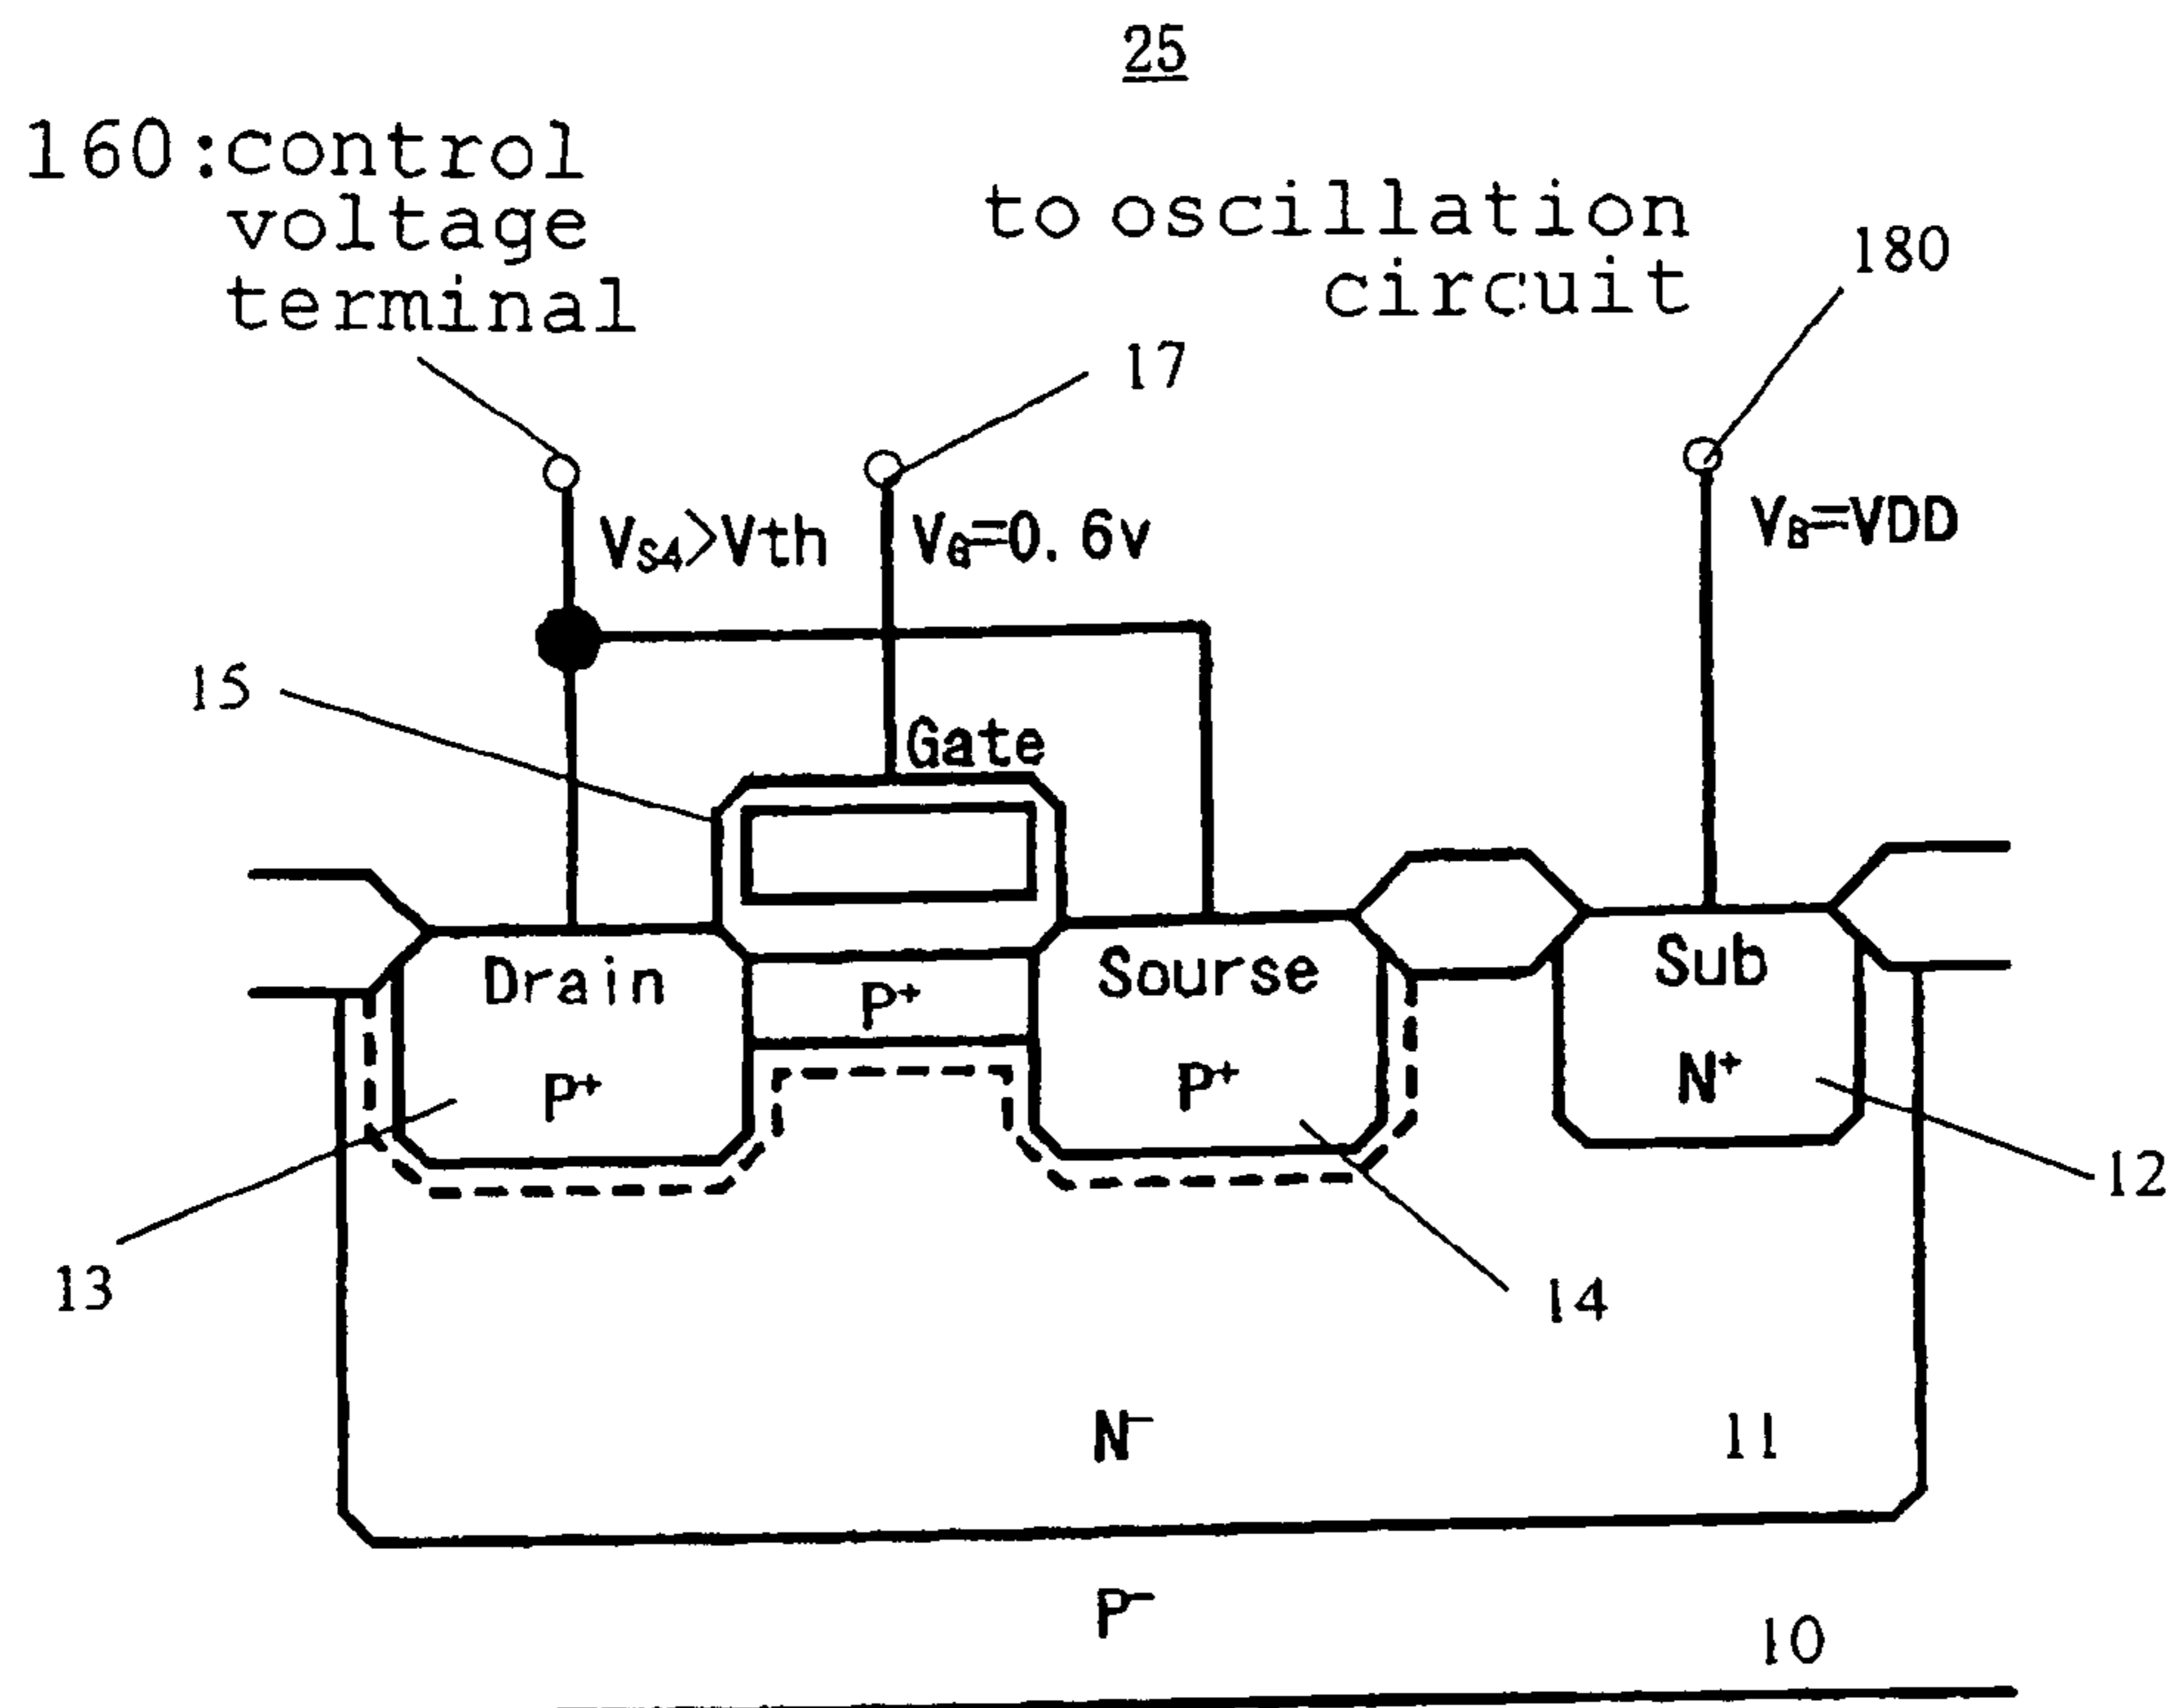 25
160:control
voltage
terminal
to oscillation
circuit
180
17
VS4>Vth
VG=0.6v
VB=VDD
15
Gate
Drain
P+
Sourse
Sub
P+
P+
N+
12
13
14
N-
11
P-
10